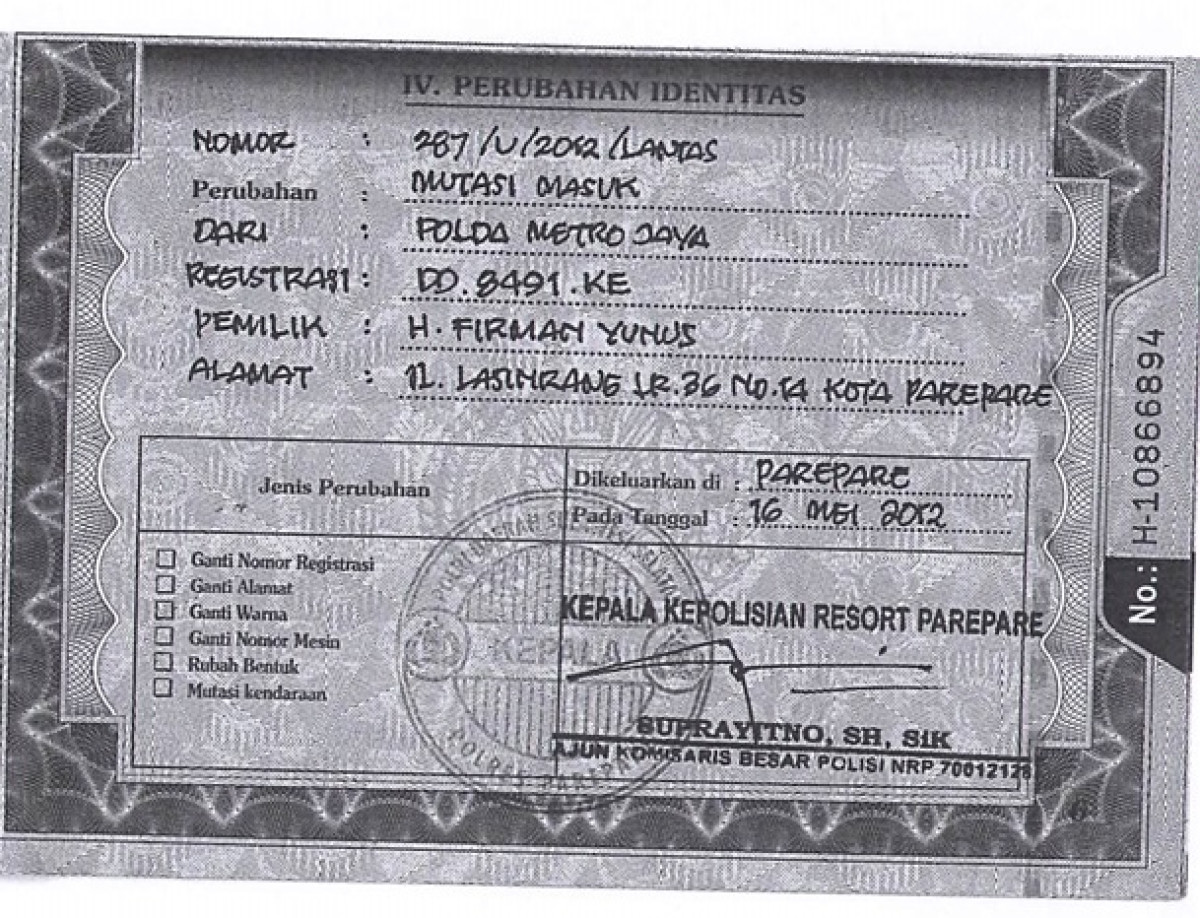 IV. PERUBAHAN IDENTITAS
NOMOR : 287/V/2012/LANTAS
Perubahan : MUTASI MASUK
DARI : POLDA METRO JAYA
REGISTRASI : DD.8491.KE
PEMILIK : H. FIRMAN YUNUS
ALAMAT : JL. LASINRANG LR.36 NO.14 KOTA PAREPARE
Jenis Perubahan
Dikeluarkan di : PAREPARE
Pada Tanggal : 16 MEI 2012
Ganti Nomor Registrasi
Ganti Alamat
Ganti Warna
Ganti Nomor Mesin
Rubah Bentuk
Mutasi kendaraan
KEPALA KEPOLISIAN RESORT PAREPARE
KEPALA
SUPRAYITNO, SH, SIK
AJUN KOMISARIS BESAR POLISI NRP 70012128
POLRES
No.: H-10866894